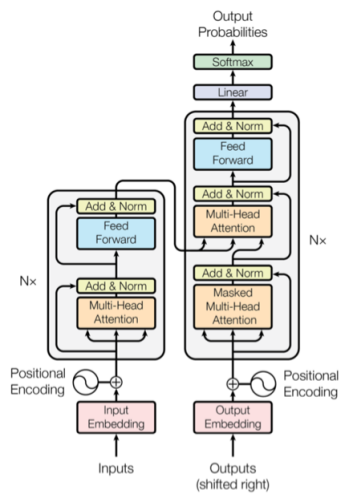 Output
Probabilities
Softmax
Linear
Add & Norm
Feed
Forward
Add & Norm
Multi-Head
Attention
Add & Norm
Masked
Multi-Head
Attention
Nx
Positional
Encoding
Output
Embedding
Outputs
(shifted right)
Add & Norm
Feed
Forward
Add & Norm
Multi-Head
Attention
Nx
Positional
Encoding
Input
Embedding
Inputs